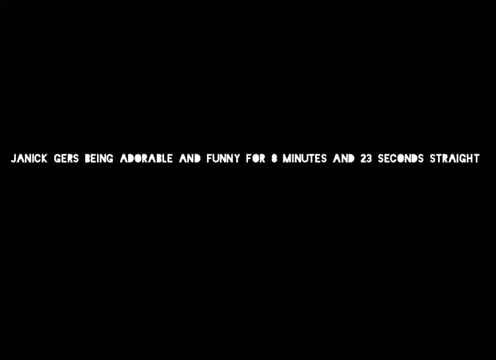 JANICK GERS BEING ADORABLE AND FUNNY FOR 8 MINUTES AND 23 SECONDS STRAIGHT